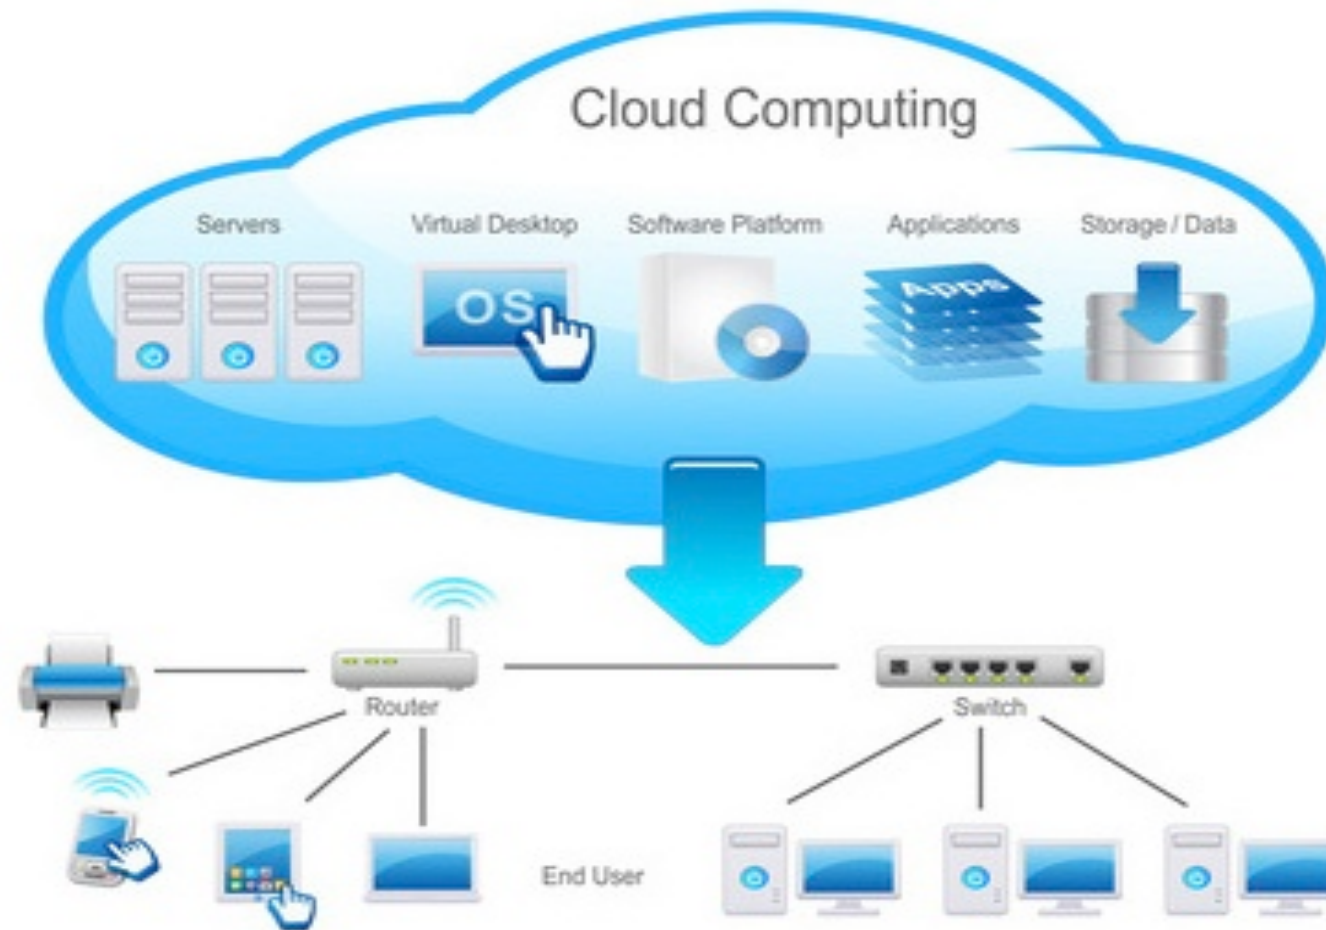 Cloud Computing
Servers
Virtual Desktop
Software Platform
Applications
Storage / Data
OS
Apps
Router
Switch
End User